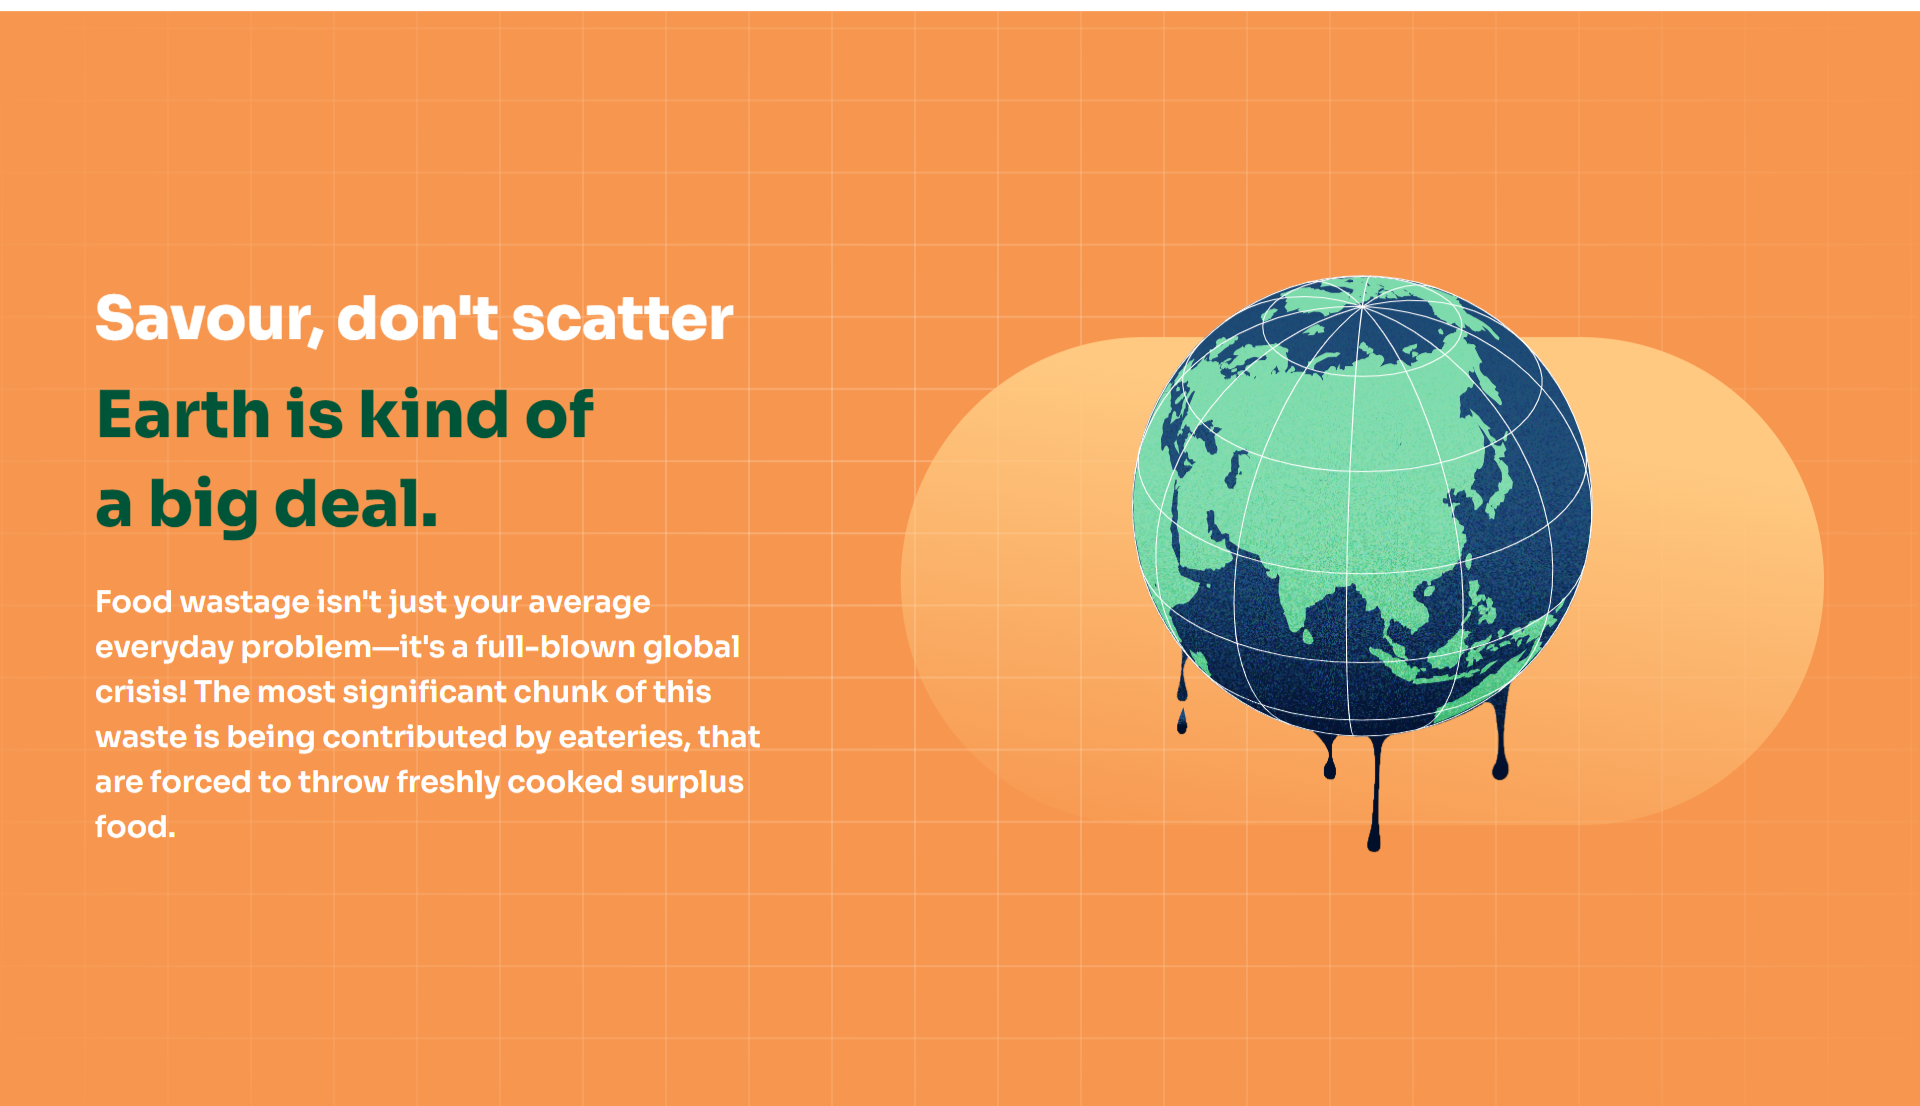 Savour, don't scatter
Earth is kind of
a big deal.
Food wastage isn't just your average
everyday problem—it's a full-blown global
crisis! The most significant chunk of this
waste is being contributed by eateries, that
are forced to throw freshly cooked surplus
food.